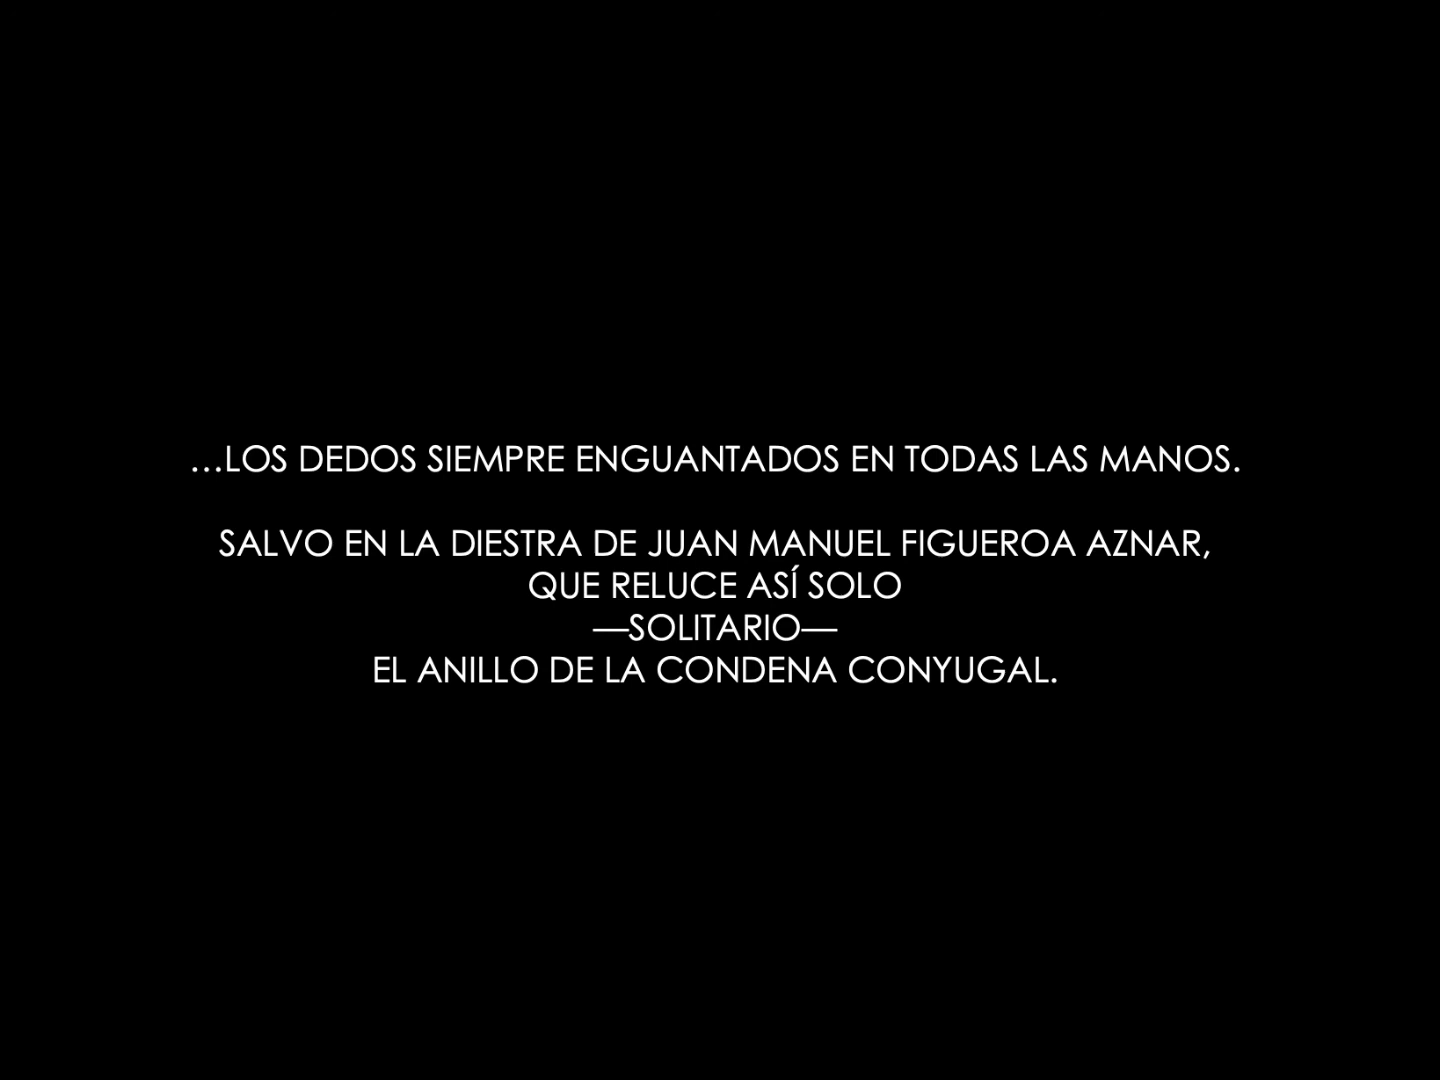 …LOS DEDOS SIEMPRE ENGUANTADOS EN TODAS LAS MANOS.
SALVO EN LA DIESTRA DE JUAN MANUEL FIGUEROA AZNAR,
QUE RELUCE ASÍ SOLO
—SOLITARIO—
EL ANILLO DE LA CONDENA CONYUGAL.